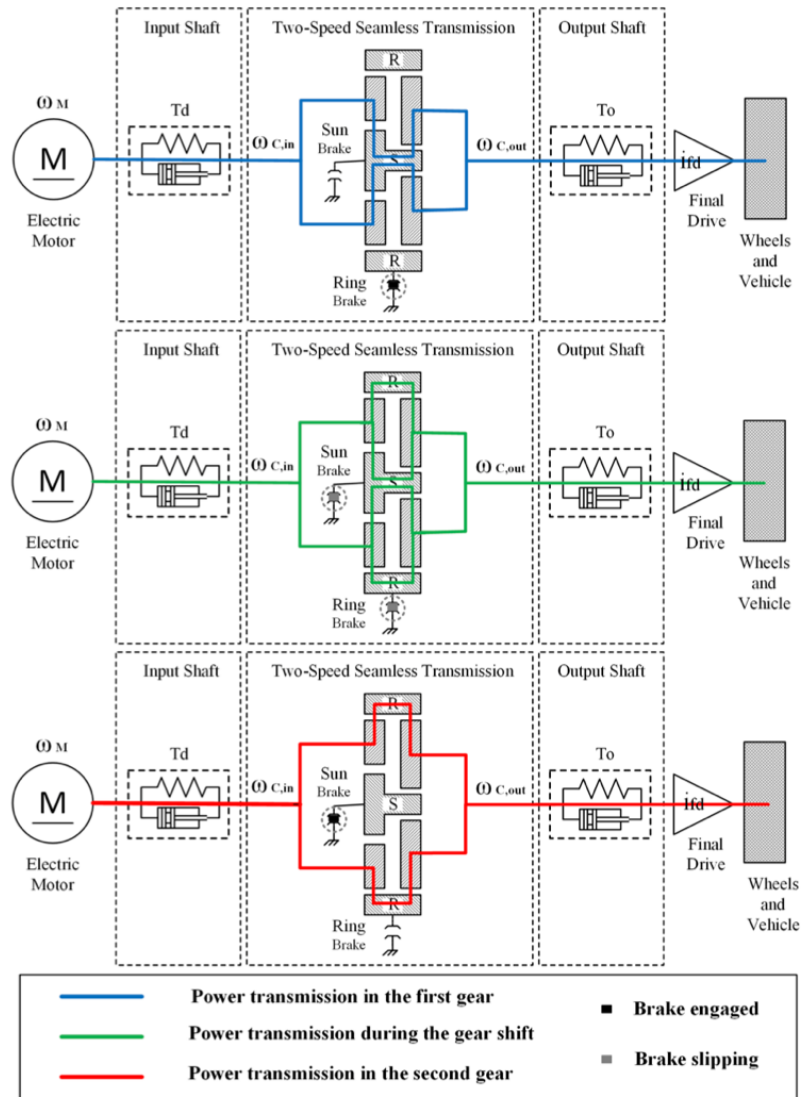 Input Shaft
Two-Speed Seamless Transmission
Output Shaft
R
ω M
Td
To
ω C,in
Sun
Brake
S
ω C,out
M
ifd
Electric
Motor
Final
Drive
Wheels
and
Vehicle
R
Ring
Brake
Input Shaft
Two-Speed Seamless Transmission
Output Shaft
R
ω M
Td
To
ω C,in
Sun
Brake
S
ω C,out
M
ifd
Electric
Motor
Final
Drive
Wheels
and
Vehicle
R
Ring
Brake
Input Shaft
Two-Speed Seamless Transmission
Output Shaft
R
ω M
Td
To
ω C,in
Sun
Brake
S
ω C,out
M
ifd
Electric
Motor
Final
Drive
Wheels
and
Vehicle
R
Ring
Brake
Power transmission in the first gear
Brake engaged
Power transmission during the gear shift
Brake slipping
Power transmission in the second gear